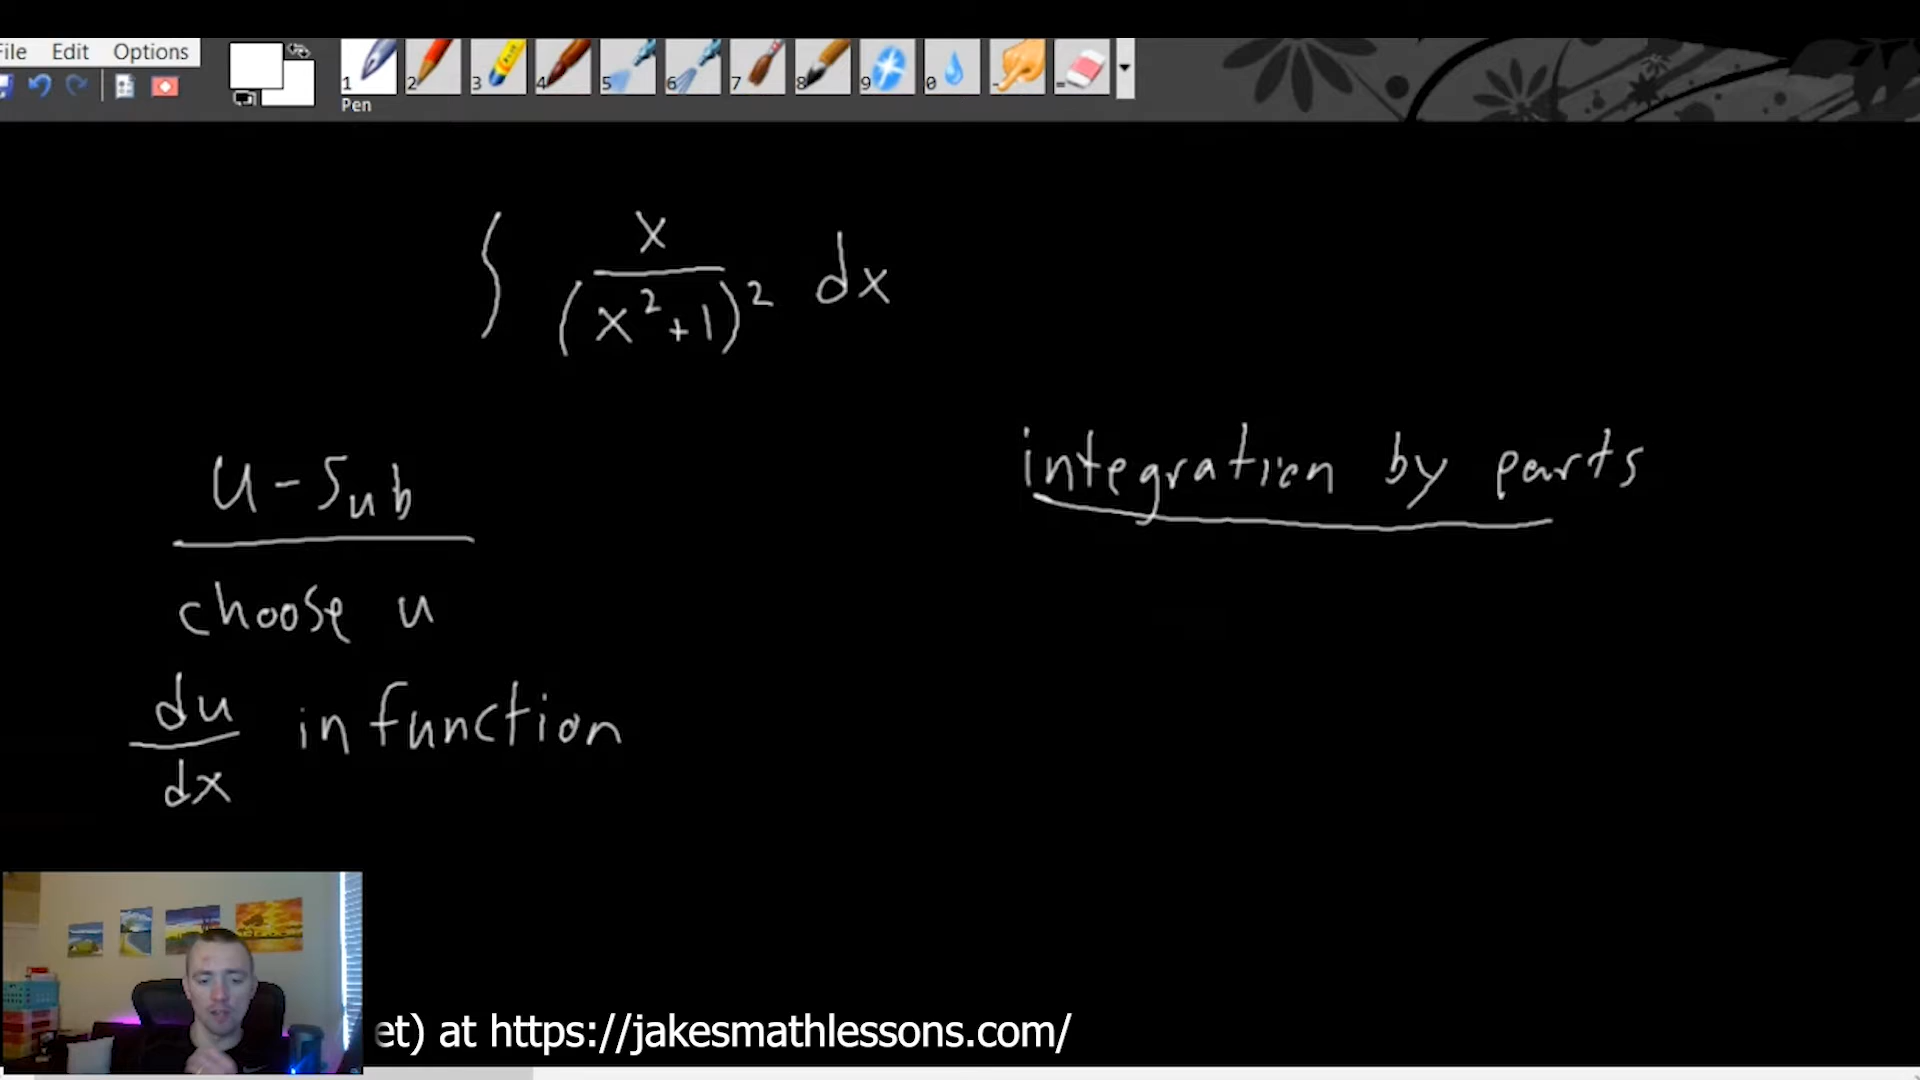 File Edit Options
1 2 3 4 5 6 7 8 9 0 - =
Pen
∫ x/(x²+1)² dx
u-sub
choose u
du/dx in function
integration by parts
et) at https://jakesmathlessons.com/